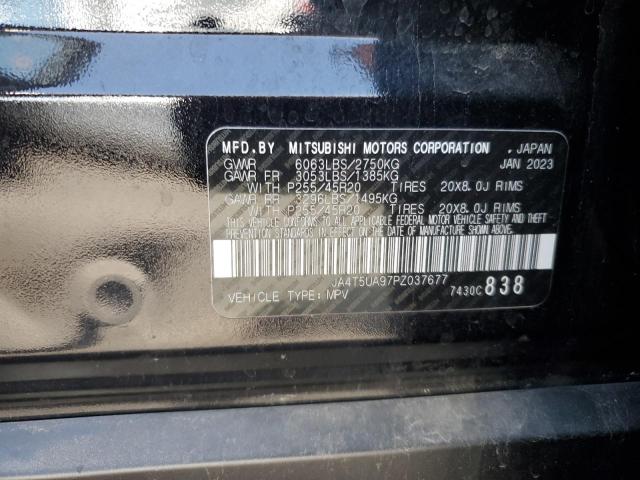 MFD.BY MITSUBISHI MOTORS CORPORATION . JAPAN
GVWR 6063LBS/2750KG JAN 2023
GAWR FR 3053LBS/1385KG
WITH P255/45R20 TIRES 20X8.0J RIMS
GAWR RR 3296LBS/1495KG
WITH P255/45R20 TIRES 20X8.0J RIMS
THIS VEHICLE CONFORMS TO ALL APPLICABLE FEDERAL MOTOR VEHICLE SAFETY AND THEFT
PREVENTION STANDARDS IN EFFECT ON THE DATE OF MANUFACTURE SHOWN ABOVE.
JA4T5UA97PZ037677
VEHICLE TYPE: MPV 7430C 838